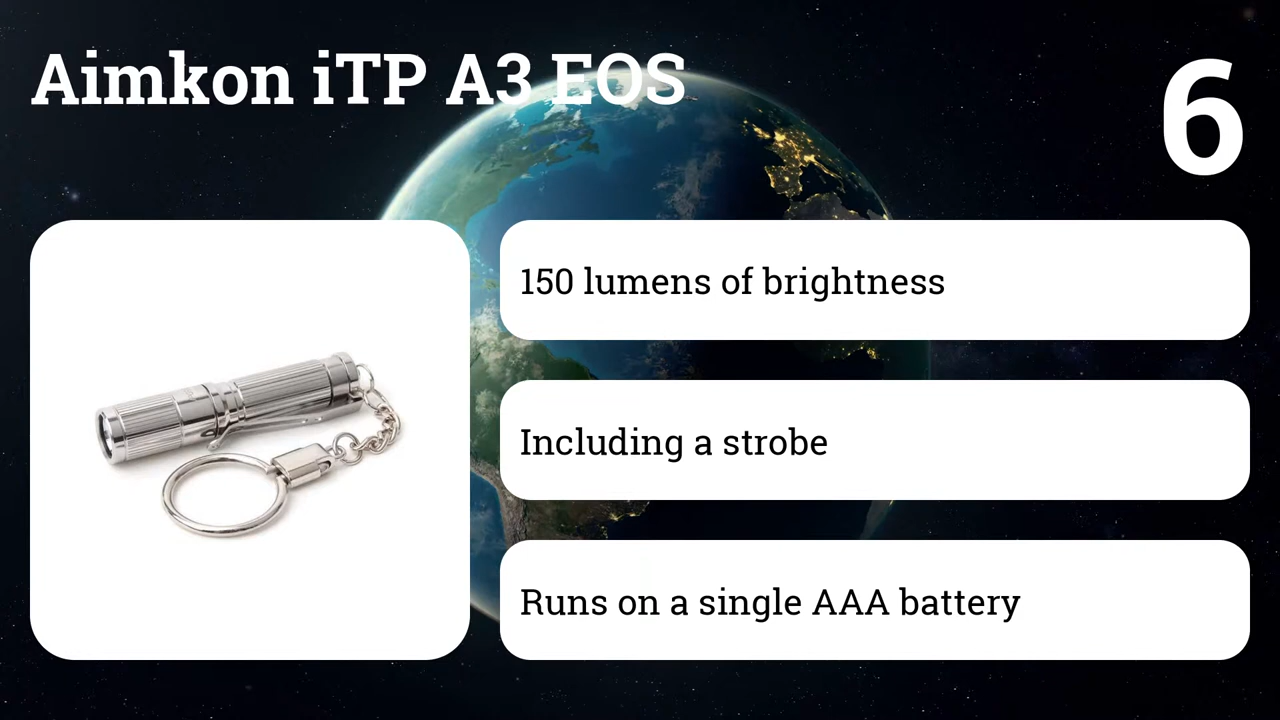 Aimkon iTP A3 EOS
6
150 lumens of brightness
Including a strobe
Runs on a single AAA battery